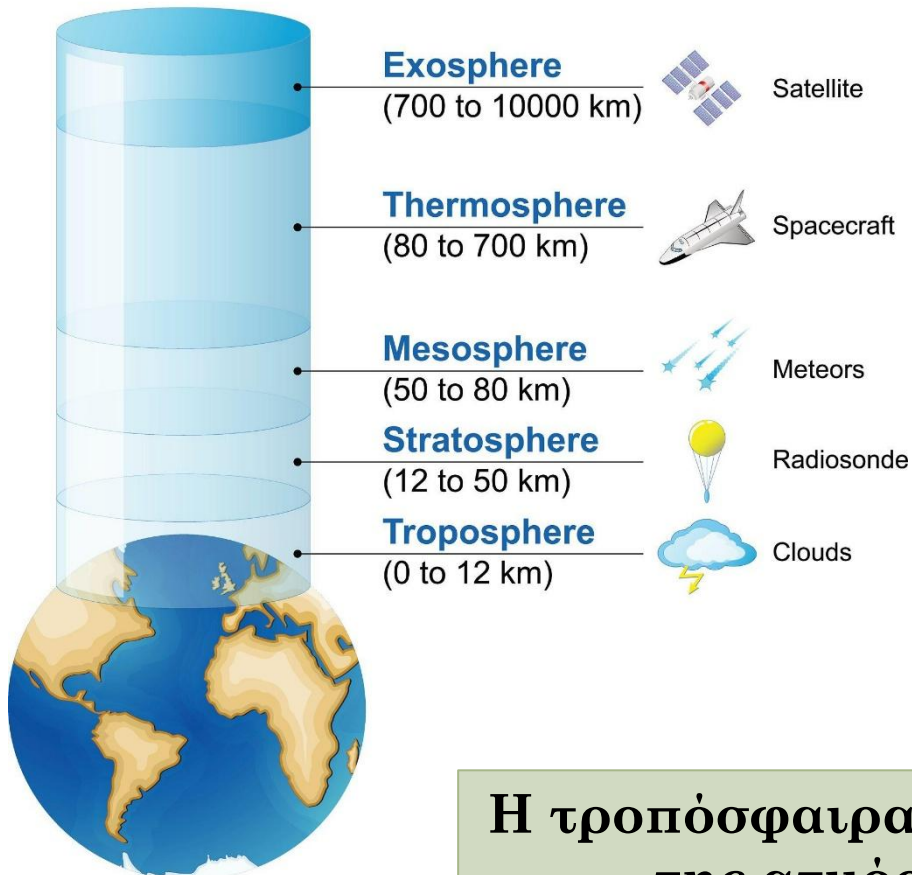 Exosphere
(700 to 10000 km)
Satellite
Thermosphere
(80 to 700 km)
Spacecraft
Mesosphere
(50 to 80 km)
Meteors
Stratosphere
(12 to 50 km)
Radiosonde
Troposphere
(0 to 12 km)
Clouds
Η τροπόσφαιρα